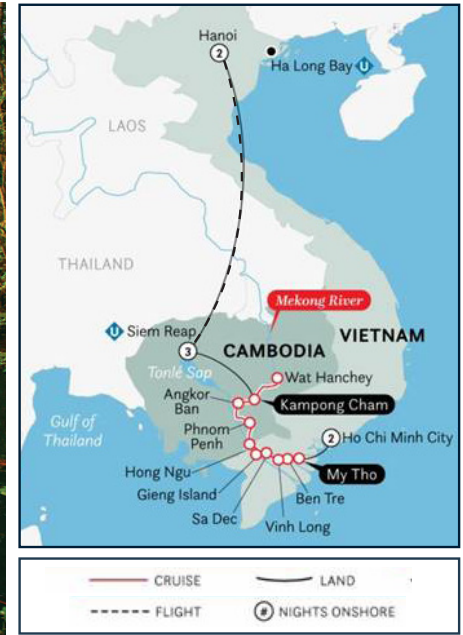 Hanoi
2
Ha Long Bay U
LAOS
THAILAND
Mekong River
U Siem Reap
3
CAMBODIA
VIETNAM
Tonlé Sap
Wat Hanchey
Angkor
Ban
Kampong Cham
Gulf of
Thailand
Phnom
Penh
2 Ho Chi Minh City
Hong Ngu
My Tho
Gieng Island
Ben Tre
Sa Dec
Vinh Long
CRUISE
LAND
FLIGHT
# NIGHTS ONSHORE